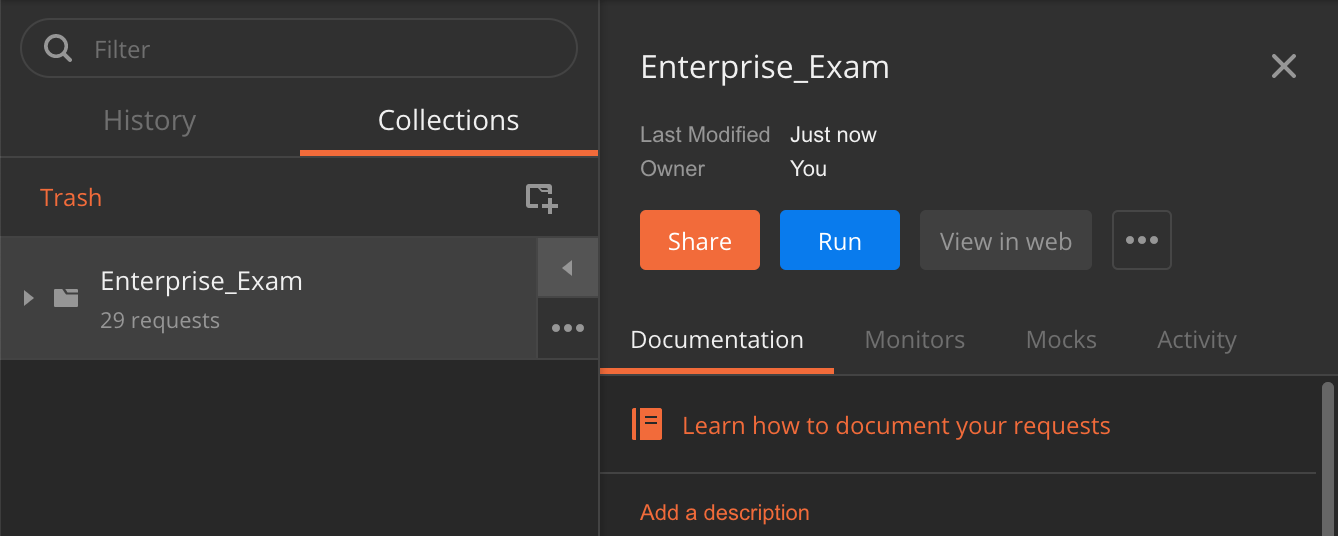 Filter
History
Collections
Trash
Enterprise_Exam
29 requests
Enterprise_Exam
Last Modified Just now
Owner You
Share Run View in web
Documentation Monitors Mocks Activity
Learn how to document your requests
Add a description